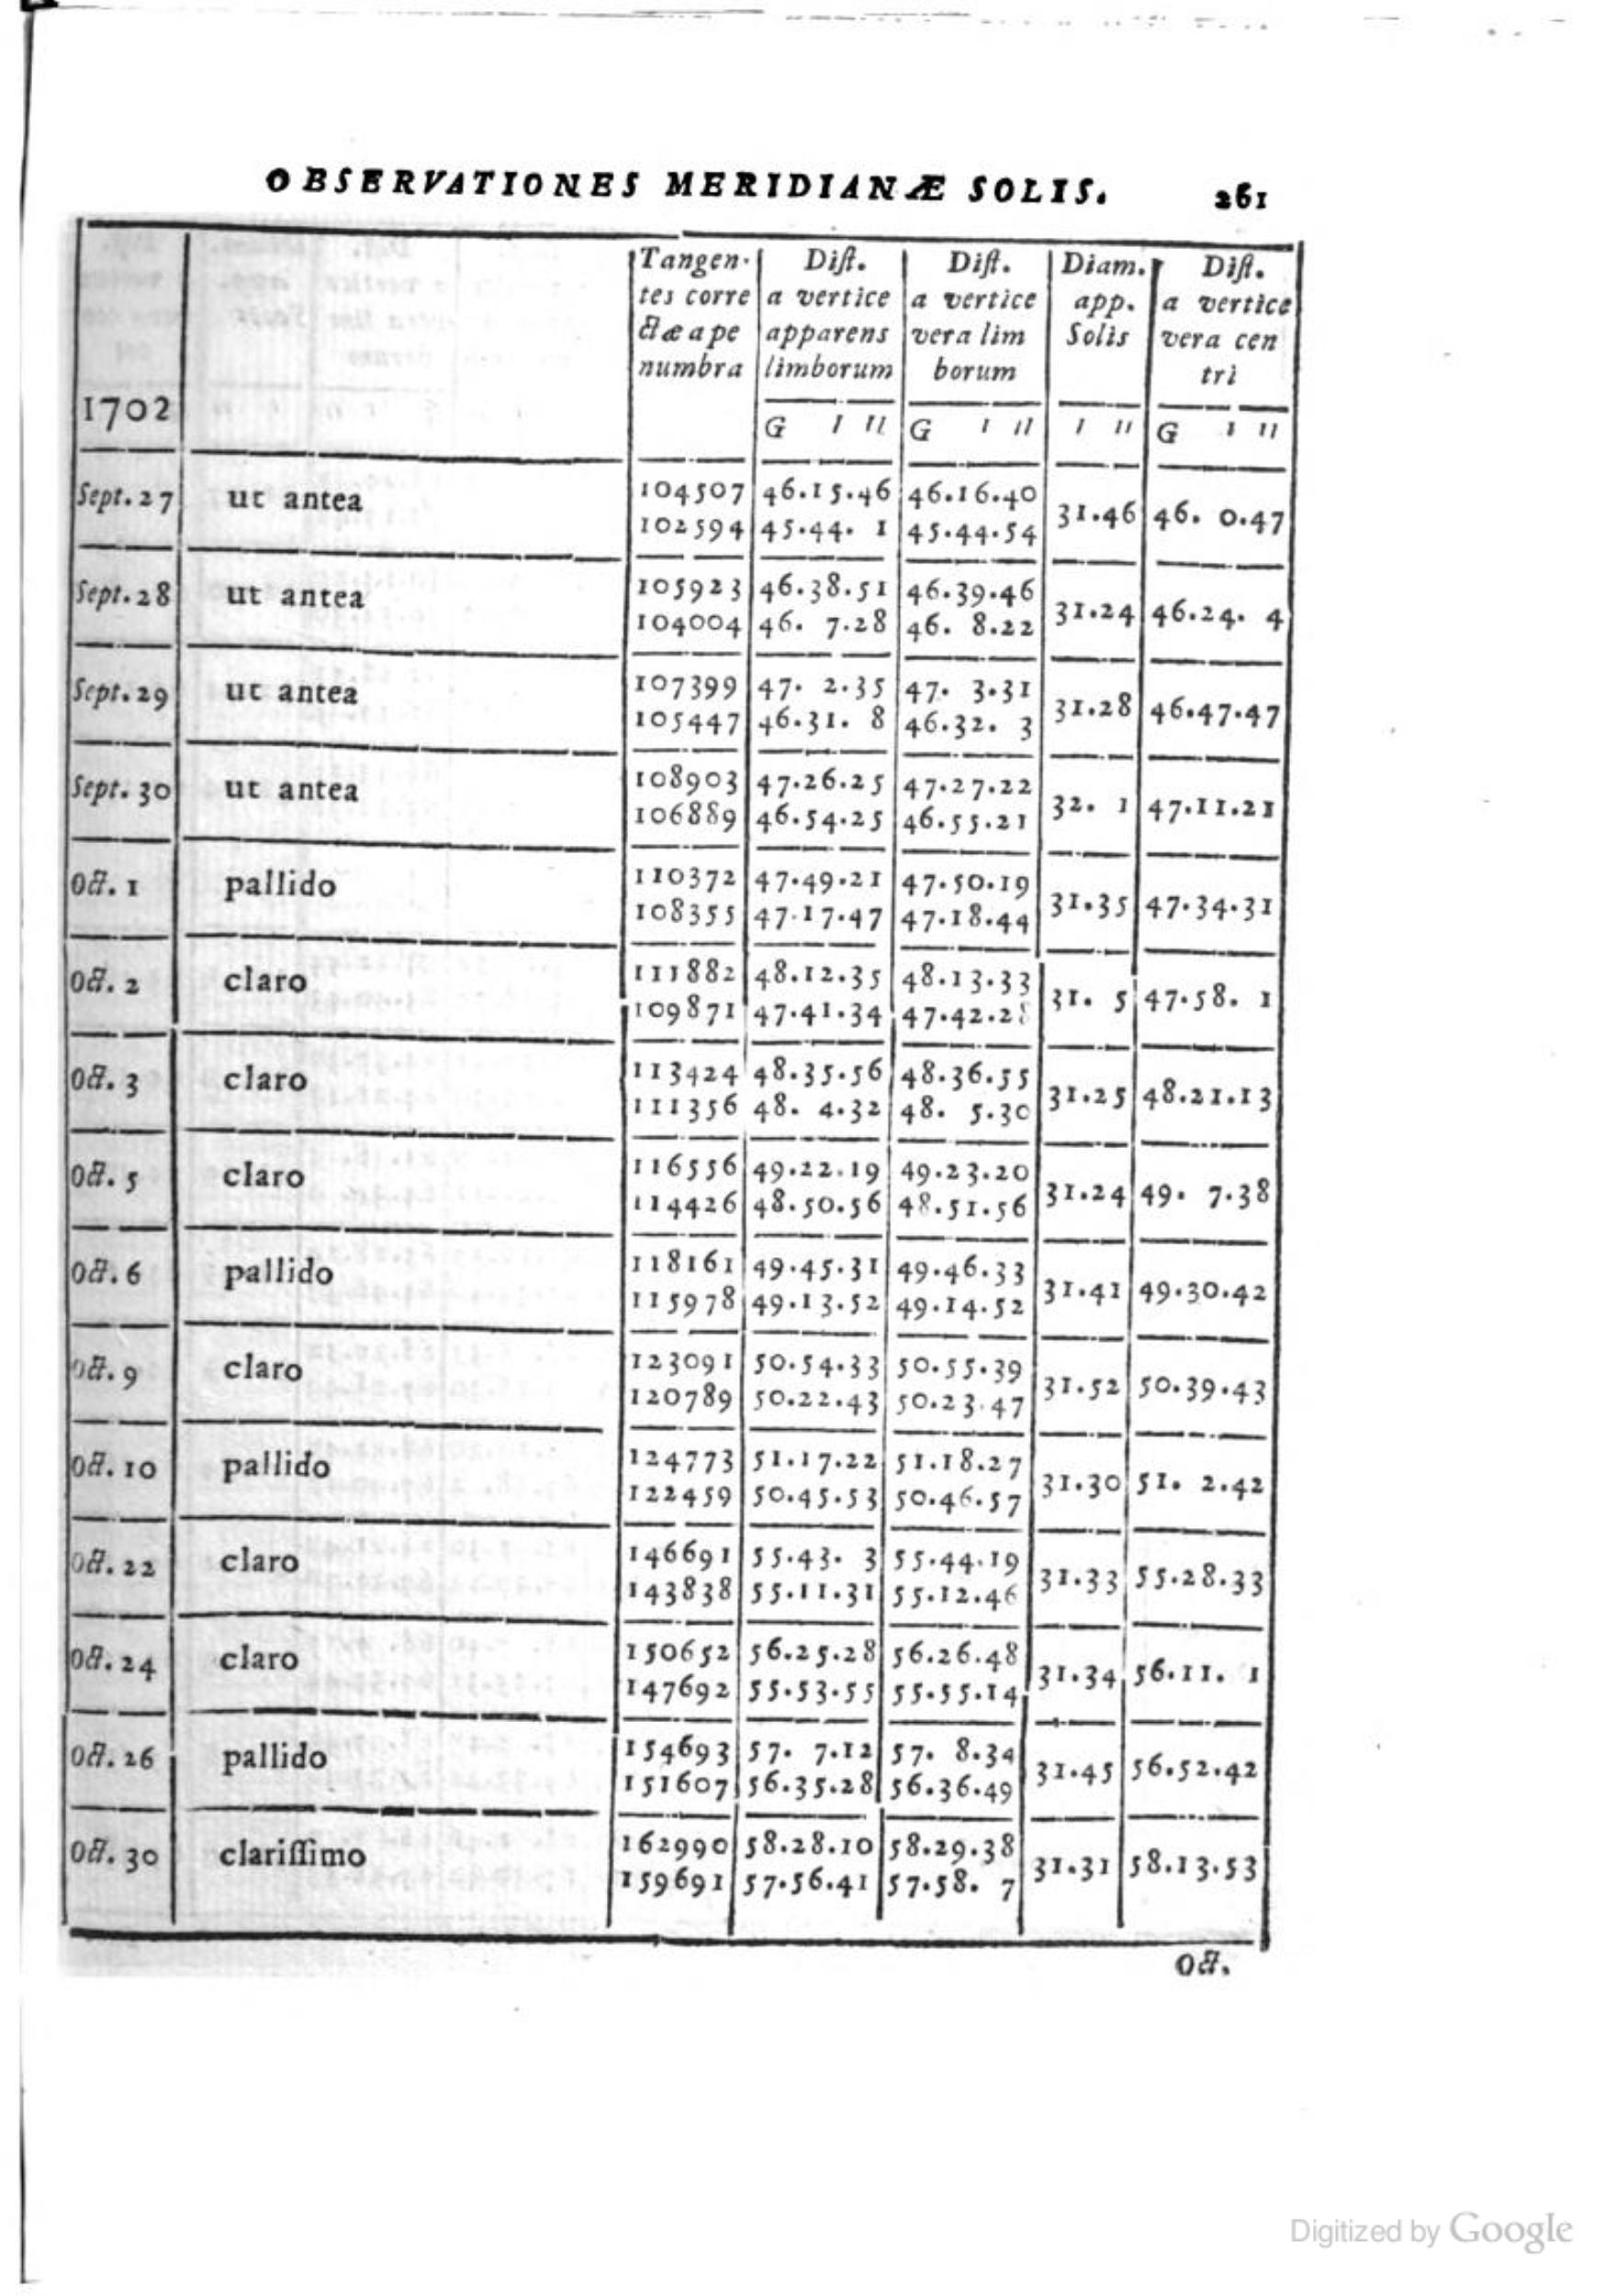 OBSERVATIONES MERIDIANÆ SOLIS. 261
1702
Tangen- Dist. Dist. Diam. Dist.
tes corre a vertice a vertice app. a vertice
ctæ a pe apparens vera lim Solis vera cen
numbra limborum borum tri
G I II G I II I II G I II
Sept. 27 ut antea 104507 46.15.46 46.16.40 31.46 46. 0.47
102594 45.44. 1 45.44.54
Sept. 28 ut antea 105923 46.38.51 46.39.46 31.24 46.24. 4
104004 46. 7.28 46. 8.22
Sept. 29 ut antea 107399 47. 2.35 47. 3.31 31.28 46.47.47
105447 46.31. 8 46.32. 3
Sept. 30 ut antea 108903 47.26.25 47.27.22 32. 1 47.11.21
106889 46.54.25 46.55.21
Oct. 1 pallido 110372 47.49.21 47.50.19 31.35 47.34.31
108355 47.17.47 47.18.44
Oct. 2 claro 111882 48.12.35 48.13.33 31. 5 47.58. 1
109871 47.41.34 47.42.28
Oct. 3 claro 113424 48.35.56 48.36.55 31.25 48.21.13
111356 48. 4.32 48. 5.30
Oct. 5 claro 116556 49.22.19 49.23.20 31.24 49. 7.38
114426 48.50.56 48.51.56
Oct. 6 pallido 118161 49.45.31 49.46.33 31.41 49.30.42
115978 49.13.52 49.14.52
Oct. 9 claro 123091 50.54.33 50.55.39 31.52 50.39.43
120789 50.22.43 50.23.47
Oct. 10 pallido 124773 51.17.22 51.18.27 31.30 51. 2.42
122459 50.45.53 50.46.57
Oct. 22 claro 146691 55.43. 3 55.44.19 31.33 55.28.33
143838 55.11.31 55.12.46
Oct. 24 claro 150652 56.25.28 56.26.48 31.34 56.11. 1
147692 55.53.55 55.55.14
Oct. 26 pallido 154693 57. 7.12 57. 8.34 31.45 56.52.42
151607 56.35.28 56.36.49
Oct. 30 clarissimo 162990 58.28.10 58.29.38 31.31 58.13.53
159691 57.56.41 57.58. 7
Oct.
Digitized by Google